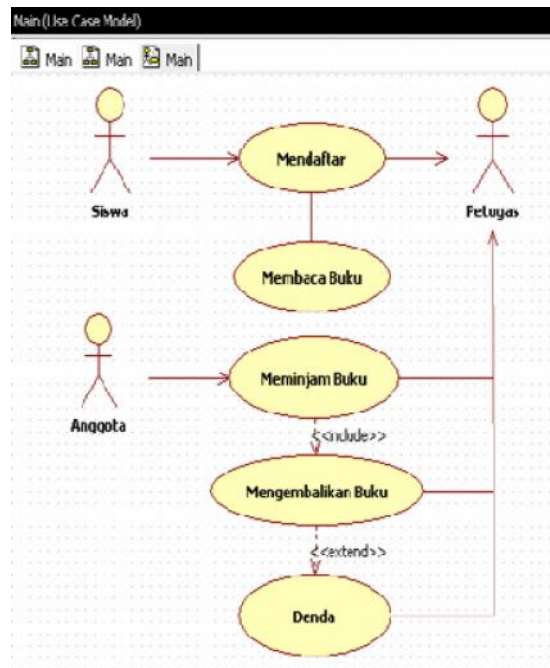 Main (Use Case Model)
Main Main Main
Mendaftar
Siswa
Petugas
Membaca Buku
Meminjam Buku
Anggota
<<include>>
Mengembalikan Buku
<<extend>>
Denda